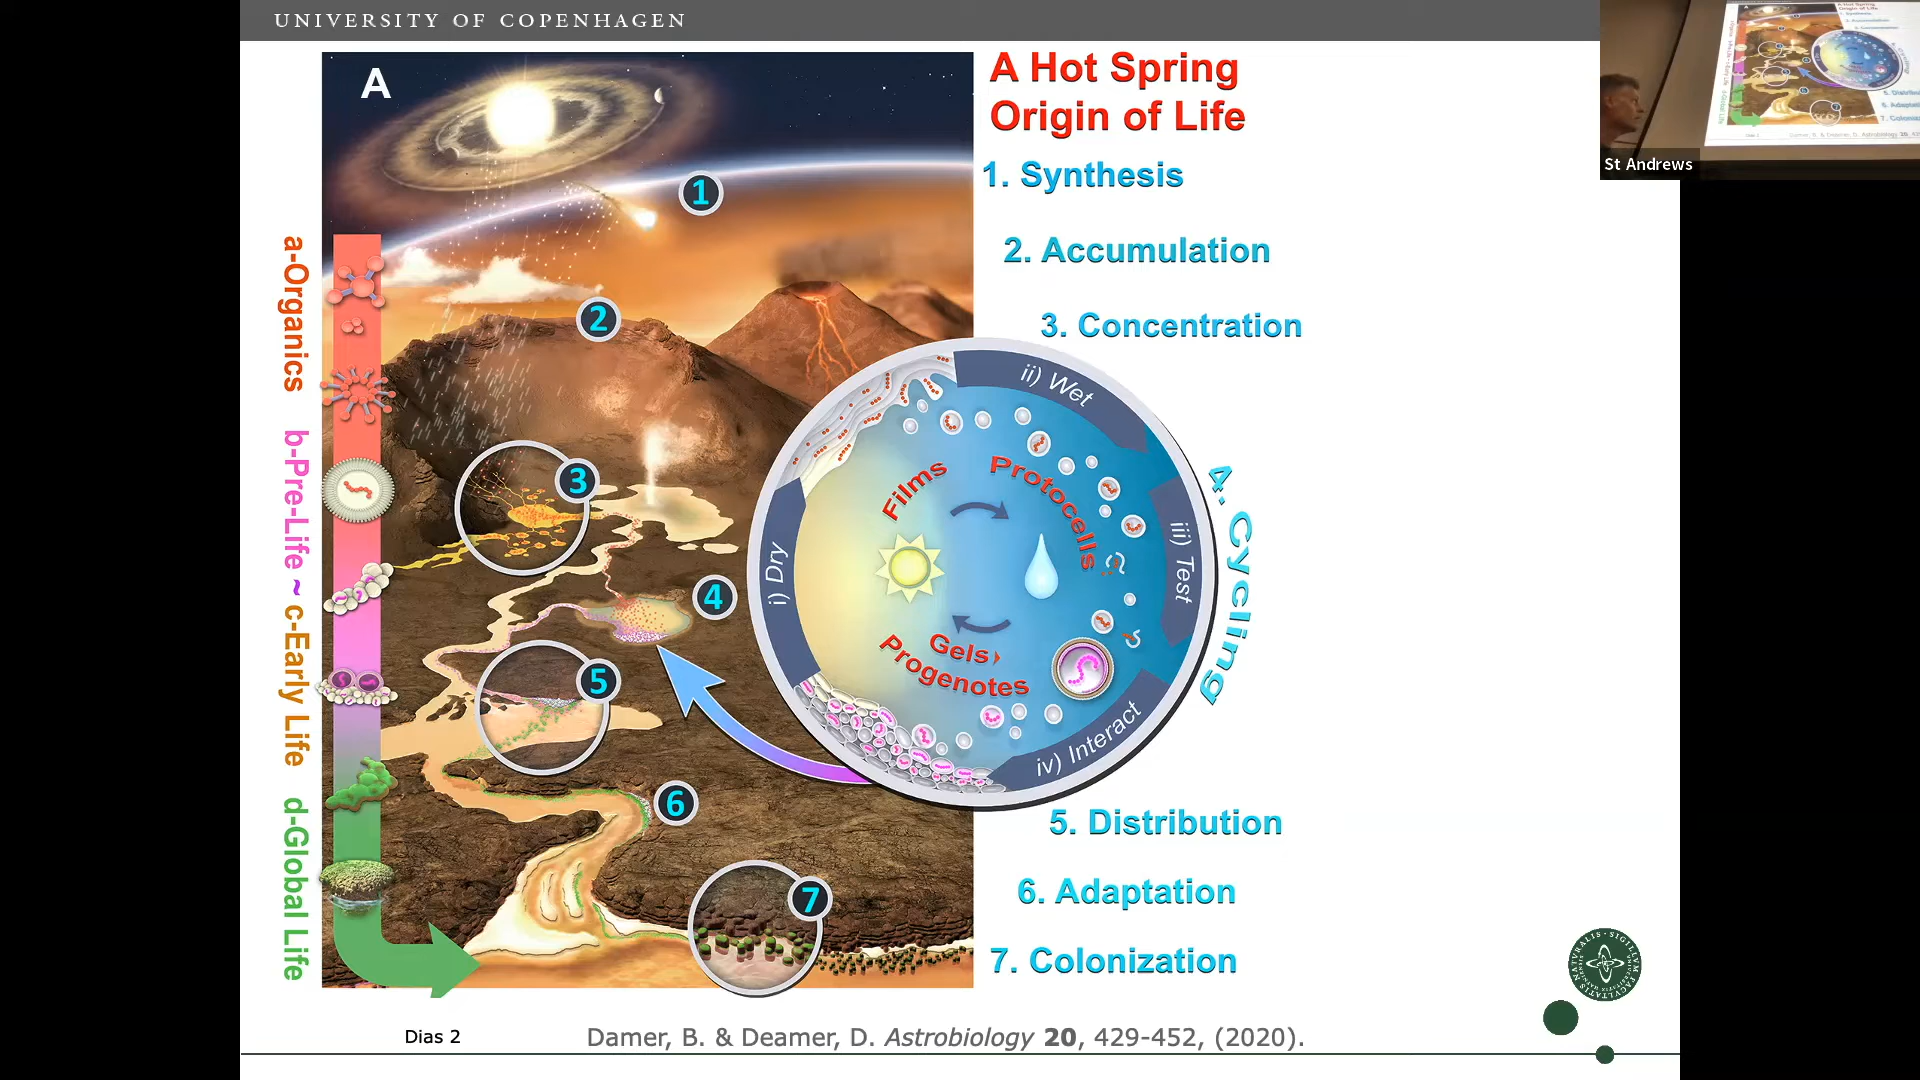 UNIVERSITY OF COPENHAGEN
A
A Hot Spring
Origin of Life
1. Synthesis
2. Accumulation
3. Concentration
4. Cycling
5. Distribution
6. Adaptation
7. Colonization
a-Organics
b-Pre-Life ~ c-Early Life
d-Global Life
1
2
3
4
5
6
7
i) Dry
ii) Wet
iii) Test
iv) Interact
Films
Protocells
Gels
Progenotes
Dias 2
Damer, B. & Deamer, D. Astrobiology 20, 429-452, (2020).
St Andrews